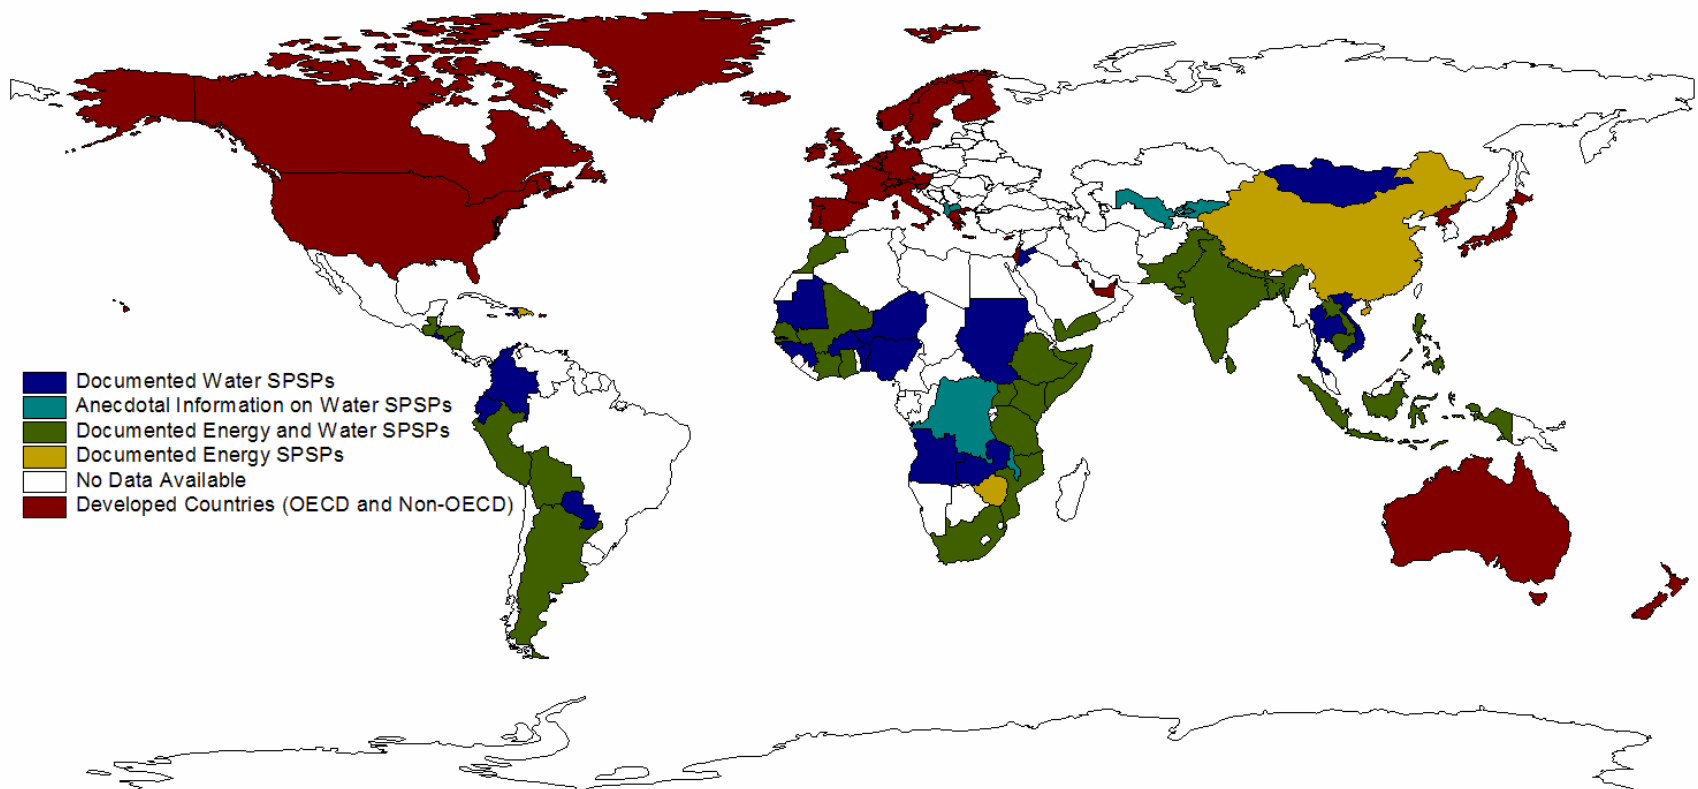 Documented Water SPSPs
Anecdotal Information on Water SPSPs
Documented Energy and Water SPSPs
Documented Energy SPSPs
No Data Available
Developed Countries (OECD and Non-OECD)